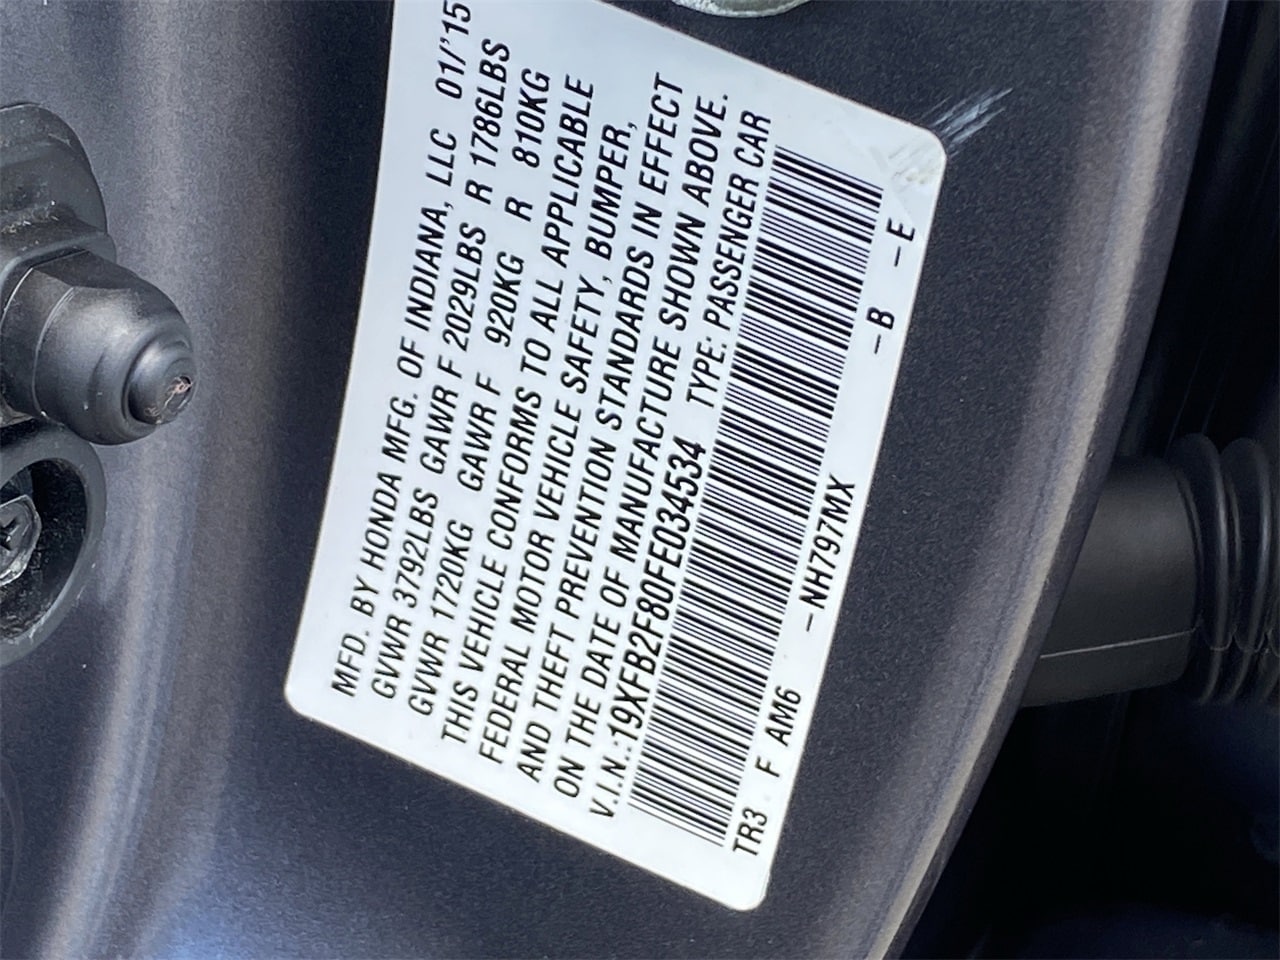 MFD. BY HONDA MFG. OF INDIANA, LLC 01/'15
GVWR 3792LBS GAWR F 2029LBS R 1786LBS
GVWR 1720KG GAWR F 920KG R 810KG
THIS VEHICLE CONFORMS TO ALL APPLICABLE
FEDERAL MOTOR VEHICLE SAFETY, BUMPER,
AND THEFT PREVENTION STANDARDS IN EFFECT
ON THE DATE OF MANUFACTURE SHOWN ABOVE.
V.I.N.:19XFB2F80FE034534 TYPE: PASSENGER CAR
TR3 F AM6 –NH797MX –B –E